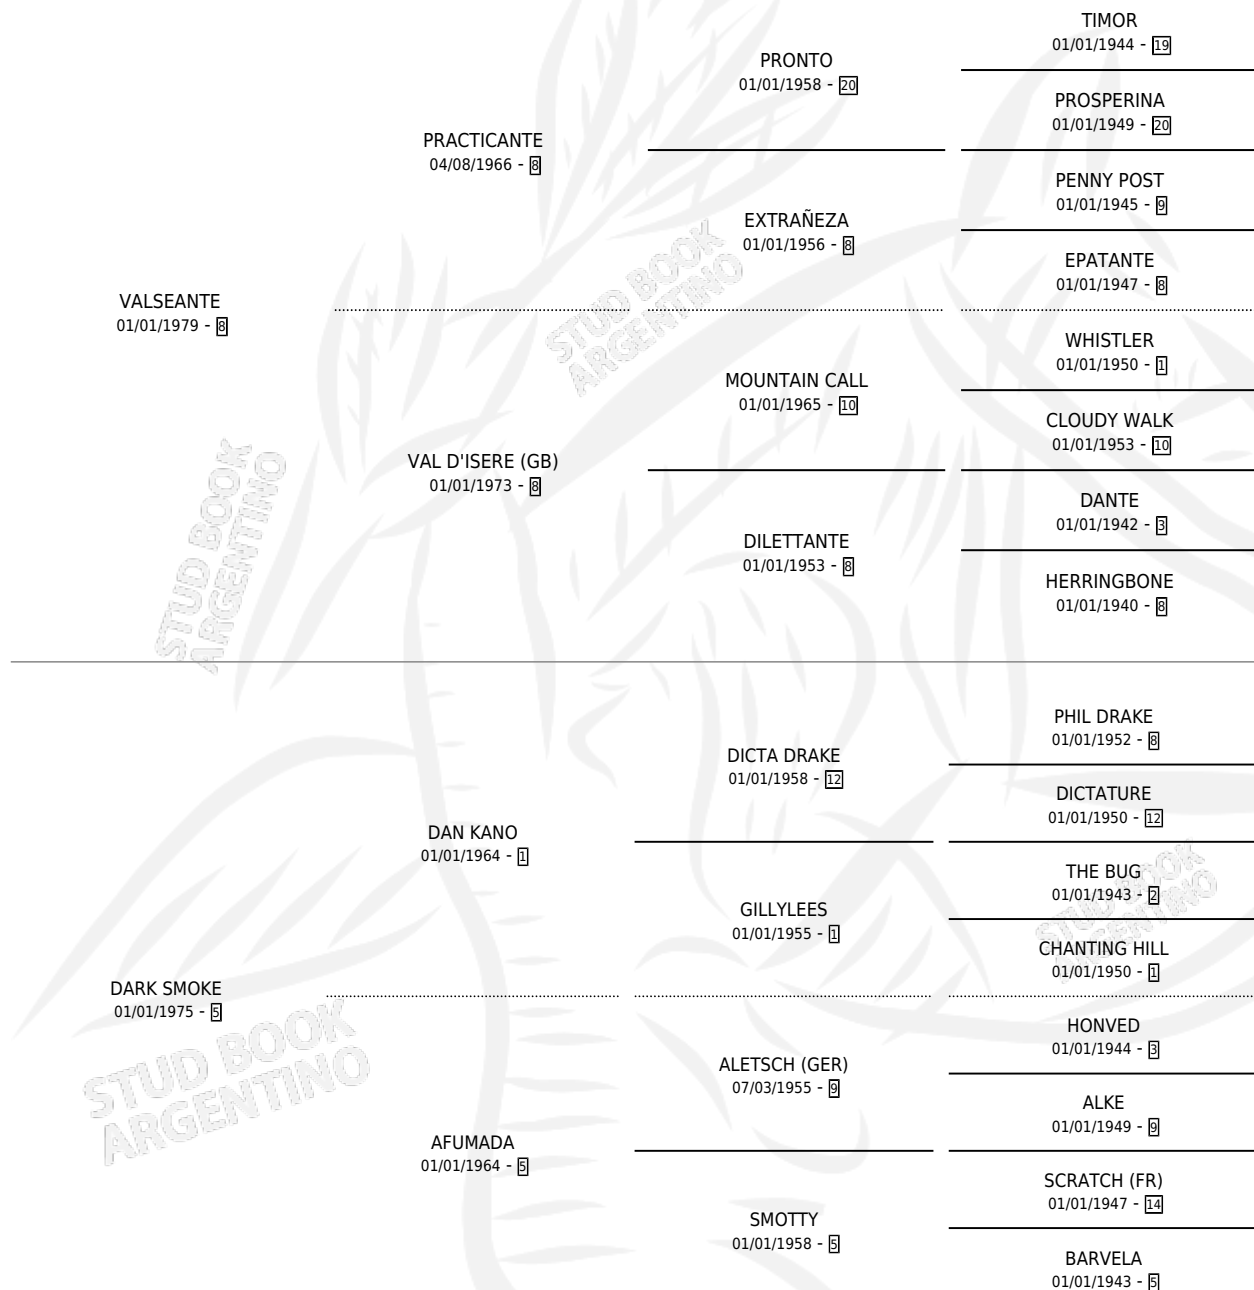 TIMOR
01/01/1944 - 19
PRONTO
01/01/1958 - 20
PROSPERINA
01/01/1949 - 20
PRACTICANTE
04/08/1966 - 8
PENNY POST
01/01/1945 - 9
EXTRAÑEZA
01/01/1956 - 8
EPATANTE
01/01/1947 - 8
VALSEANTE
01/01/1979 - 8
WHISTLER
01/01/1950 - 1
MOUNTAIN CALL
01/01/1965 - 10
CLOUDY WALK
01/01/1953 - 10
VAL D'ISERE (GB)
01/01/1973 - 8
DANTE
01/01/1942 - 3
DILETTANTE
01/01/1953 - 8
HERRINGBONE
01/01/1940 - 8
PHIL DRAKE
01/01/1952 - 8
DICTA DRAKE
01/01/1958 - 12
DICTATURE
01/01/1950 - 12
DAN KANO
01/01/1964 - 1
THE BUG
01/01/1943 - 2
GILLYLEES
01/01/1955 - 1
CHANTING HILL
01/01/1950 - 1
DARK SMOKE
01/01/1975 - 5
HONVED
01/01/1944 - 3
ALETSCH (GER)
07/03/1955 - 9
ALKE
01/01/1949 - 9
AFUMADA
01/01/1964 - 5
SCRATCH (FR)
01/01/1947 - 14
SMOTTY
01/01/1958 - 5
BARVELA
01/01/1943 - 5
STUD BOOK
ARGENTINO
STUD BOOK
ARGENTINO
STUD BOOK
ARGENTINO
STUD BOOK
ARGENTINO